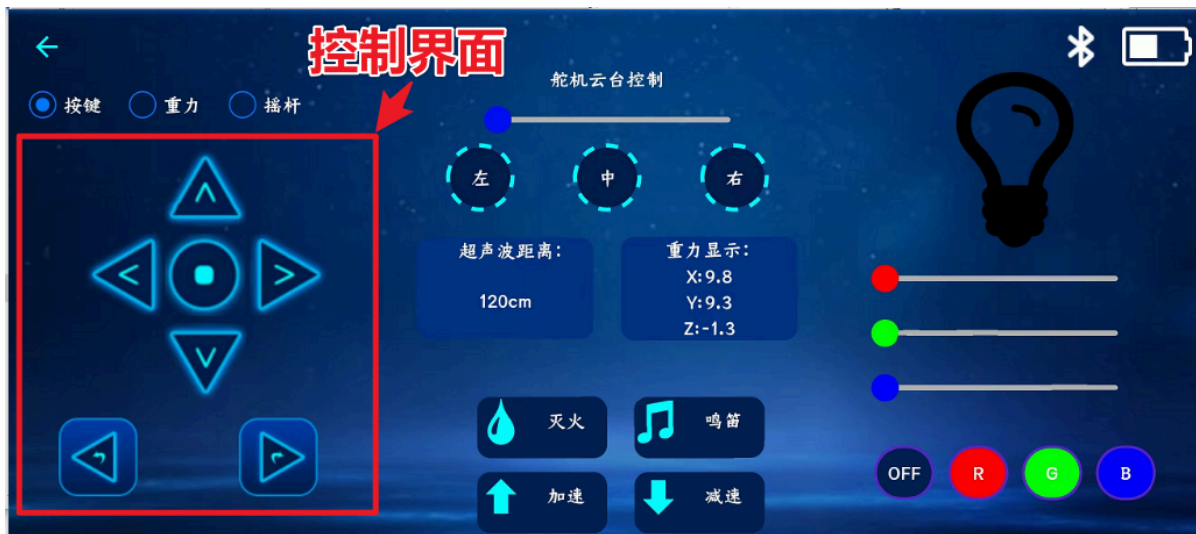 控制界面
按键 重力 摇杆
舵机云台控制
左 中 右
超声波距离:
120cm
重力显示:
X:9.8
Y:9.3
Z:-1.3
灭火 鸣笛
加速 减速
OFF R G B